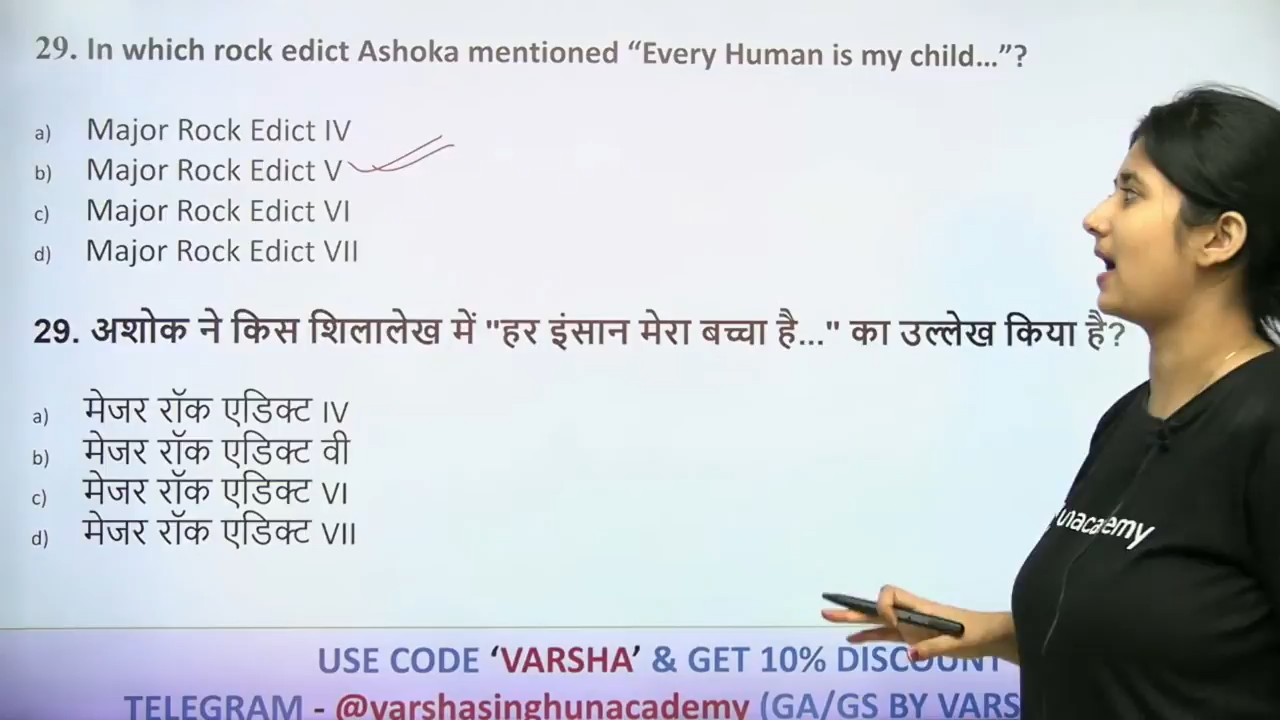 29. In which rock edict Ashoka mentioned “Every Human is my child...”?
a) Major Rock Edict IV
b) Major Rock Edict V
c) Major Rock Edict VI
d) Major Rock Edict VII
29. अशोक ने किस शिलालेख में "हर इंसान मेरा बच्चा है..." का उल्लेख किया है?
a) मेजर रॉक एडिक्ट IV
b) मेजर रॉक एडिक्ट वी
c) मेजर रॉक एडिक्ट VI
d) मेजर रॉक एडिक्ट VII
unacademy
USE CODE ‘VARSHA’ & GET 10% DISCOUNT
TELEGRAM - @varshasinghunacademy (GA/GS BY VARS